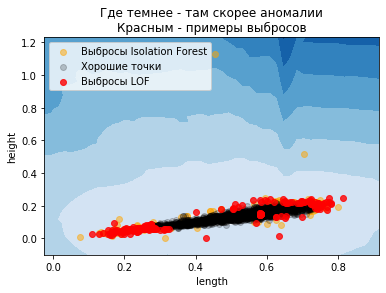 Где темнее - там скорее аномалии
Красным - примеры выбросов
Выбросы Isolation Forest
Хорошие точки
Выбросы LOF
height
1.2
1.0
0.8
0.6
0.4
0.2
0.0
0.0 0.2 0.4 0.6 0.8
length